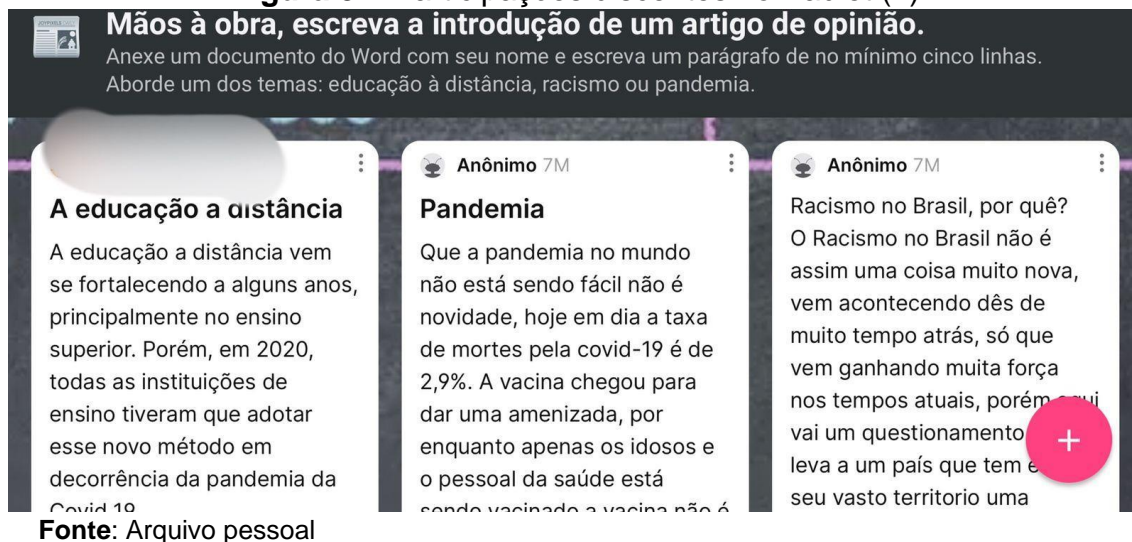 Mãos à obra, escreva a introdução de um artigo de opinião.
Anexe um documento do Word com seu nome e escreva um parágrafo de no mínimo cinco linhas.
Aborde um dos temas: educação à distância, racismo ou pandemia.
A educação a distância
A educação a distância vem
se fortalecendo a alguns anos,
principalmente no ensino
superior. Porém, em 2020,
todas as instituições de
ensino tiveram que adotar
esse novo método em
decorrência da pandemia da
Covid 19
Anônimo 7M
Pandemia
Que a pandemia no mundo
não está sendo fácil não é
novidade, hoje em dia a taxa
de mortes pela covid-19 é de
2,9%. A vacina chegou para
dar uma amenizada, por
enquanto apenas os idosos e
o pessoal da saúde está
sendo vacinado a vacina não é
Anônimo 7M
Racismo no Brasil, por quê?
O Racismo no Brasil não é
assim uma coisa muito nova,
vem acontecendo dês de
muito tempo atrás, só que
vem ganhando muita força
nos tempos atuais, porém
vai um questionamento
leva a um país que tem
seu vasto territorio uma
+
Fonte: Arquivo pessoal